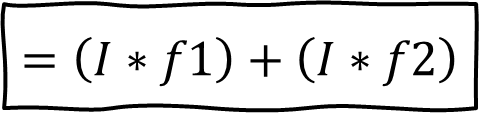 = (I ∗ f1) + (I ∗ f2)